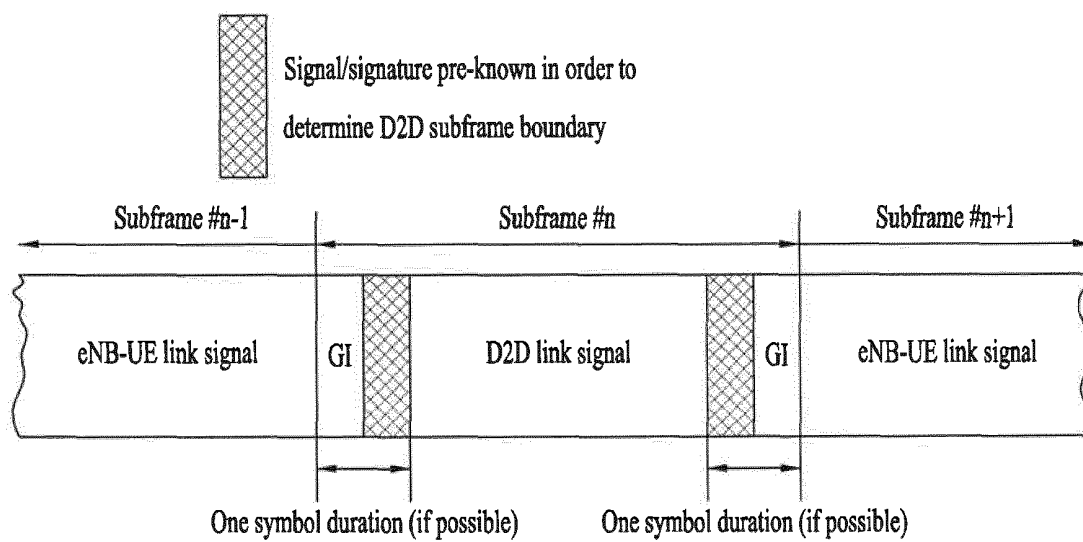 Signal/signature pre-known in order to
determine D2D subframe boundary
Subframe #n-1
Subframe #n
Subframe #n+1
eNB-UE link signal
GI
D2D link signal
GI
eNB-UE link signal
One symbol duration (if possible)
One symbol duration (if possible)